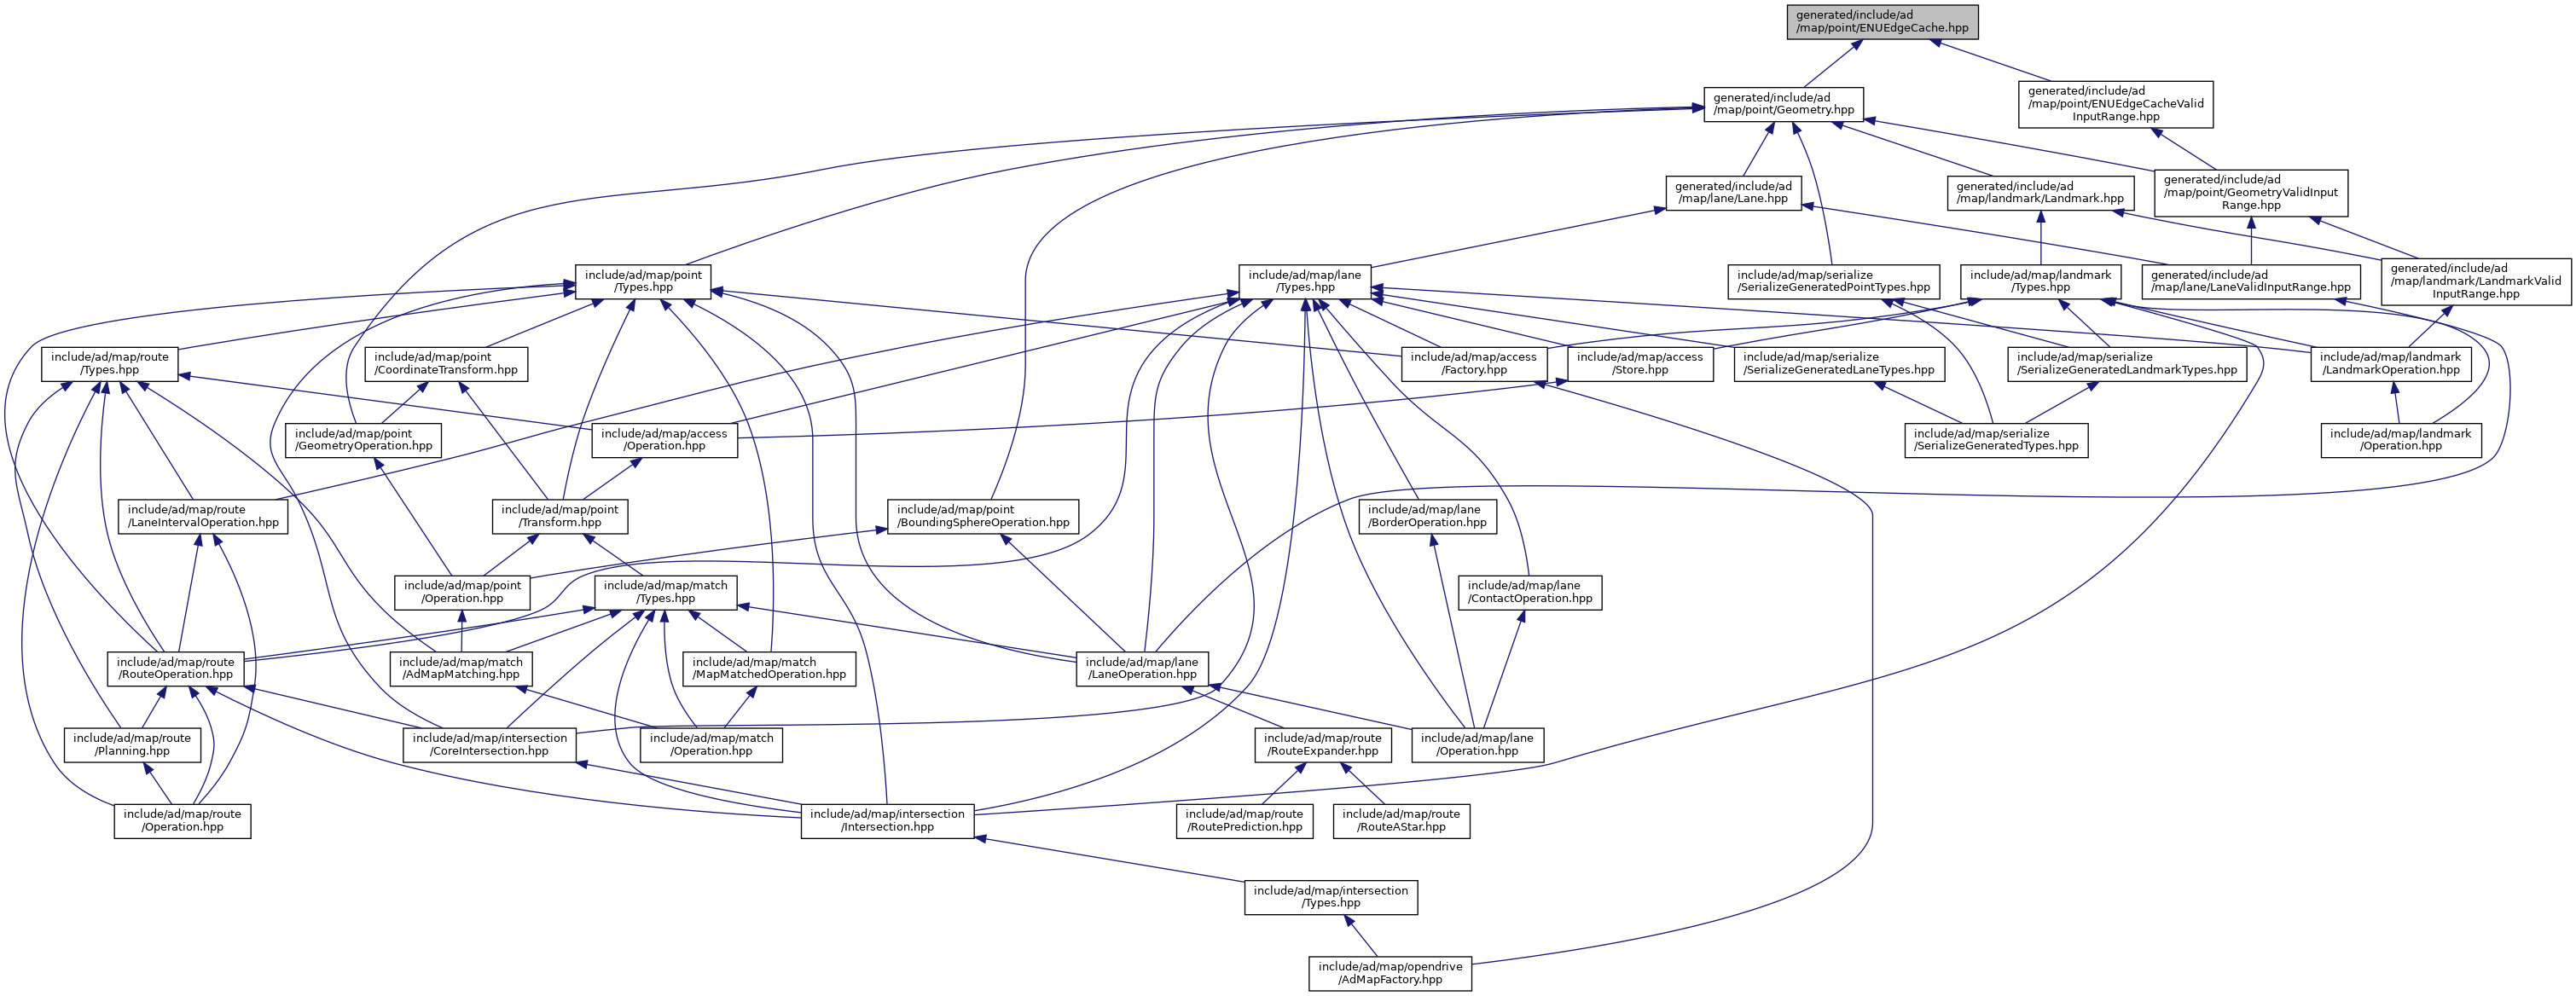 generated/include/ad
/map/point/ENUEdgeCache.hpp
generated/include/ad
/map/point/Geometry.hpp
generated/include/ad
/map/point/ENUEdgeCacheValid
InputRange.hpp
generated/include/ad
/map/lane/Lane.hpp
generated/include/ad
/map/landmark/Landmark.hpp
generated/include/ad
/map/point/GeometryValidInput
Range.hpp
include/ad/map/point
/Types.hpp
include/ad/map/lane
/Types.hpp
include/ad/map/serialize
/SerializeGeneratedPointTypes.hpp
include/ad/map/landmark
/Types.hpp
generated/include/ad
/map/lane/LaneValidInputRange.hpp
generated/include/ad
/map/landmark/LandmarkValid
InputRange.hpp
include/ad/map/route
/Types.hpp
include/ad/map/point
/CoordinateTransform.hpp
include/ad/map/access
/Factory.hpp
include/ad/map/access
/Store.hpp
include/ad/map/serialize
/SerializeGeneratedLaneTypes.hpp
include/ad/map/serialize
/SerializeGeneratedLandmarkTypes.hpp
include/ad/map/landmark
/LandmarkOperation.hpp
include/ad/map/point
/GeometryOperation.hpp
include/ad/map/access
/Operation.hpp
include/ad/map/serialize
/SerializeGeneratedTypes.hpp
include/ad/map/landmark
/Operation.hpp
include/ad/map/route
/LaneIntervalOperation.hpp
include/ad/map/point
/Transform.hpp
include/ad/map/point
/BoundingSphereOperation.hpp
include/ad/map/lane
/BorderOperation.hpp
include/ad/map/point
/Operation.hpp
include/ad/map/match
/Types.hpp
include/ad/map/lane
/ContactOperation.hpp
include/ad/map/route
/RouteOperation.hpp
include/ad/map/match
/AdMapMatching.hpp
include/ad/map/match
/MapMatchedOperation.hpp
include/ad/map/lane
/LaneOperation.hpp
include/ad/map/route
/Planning.hpp
include/ad/map/intersection
/CoreIntersection.hpp
include/ad/map/match
/Operation.hpp
include/ad/map/route
/RouteExpander.hpp
include/ad/map/lane
/Operation.hpp
include/ad/map/route
/Operation.hpp
include/ad/map/intersection
/Intersection.hpp
include/ad/map/route
/RoutePrediction.hpp
include/ad/map/route
/RouteAStar.hpp
include/ad/map/intersection
/Types.hpp
include/ad/map/opendrive
/AdMapFactory.hpp